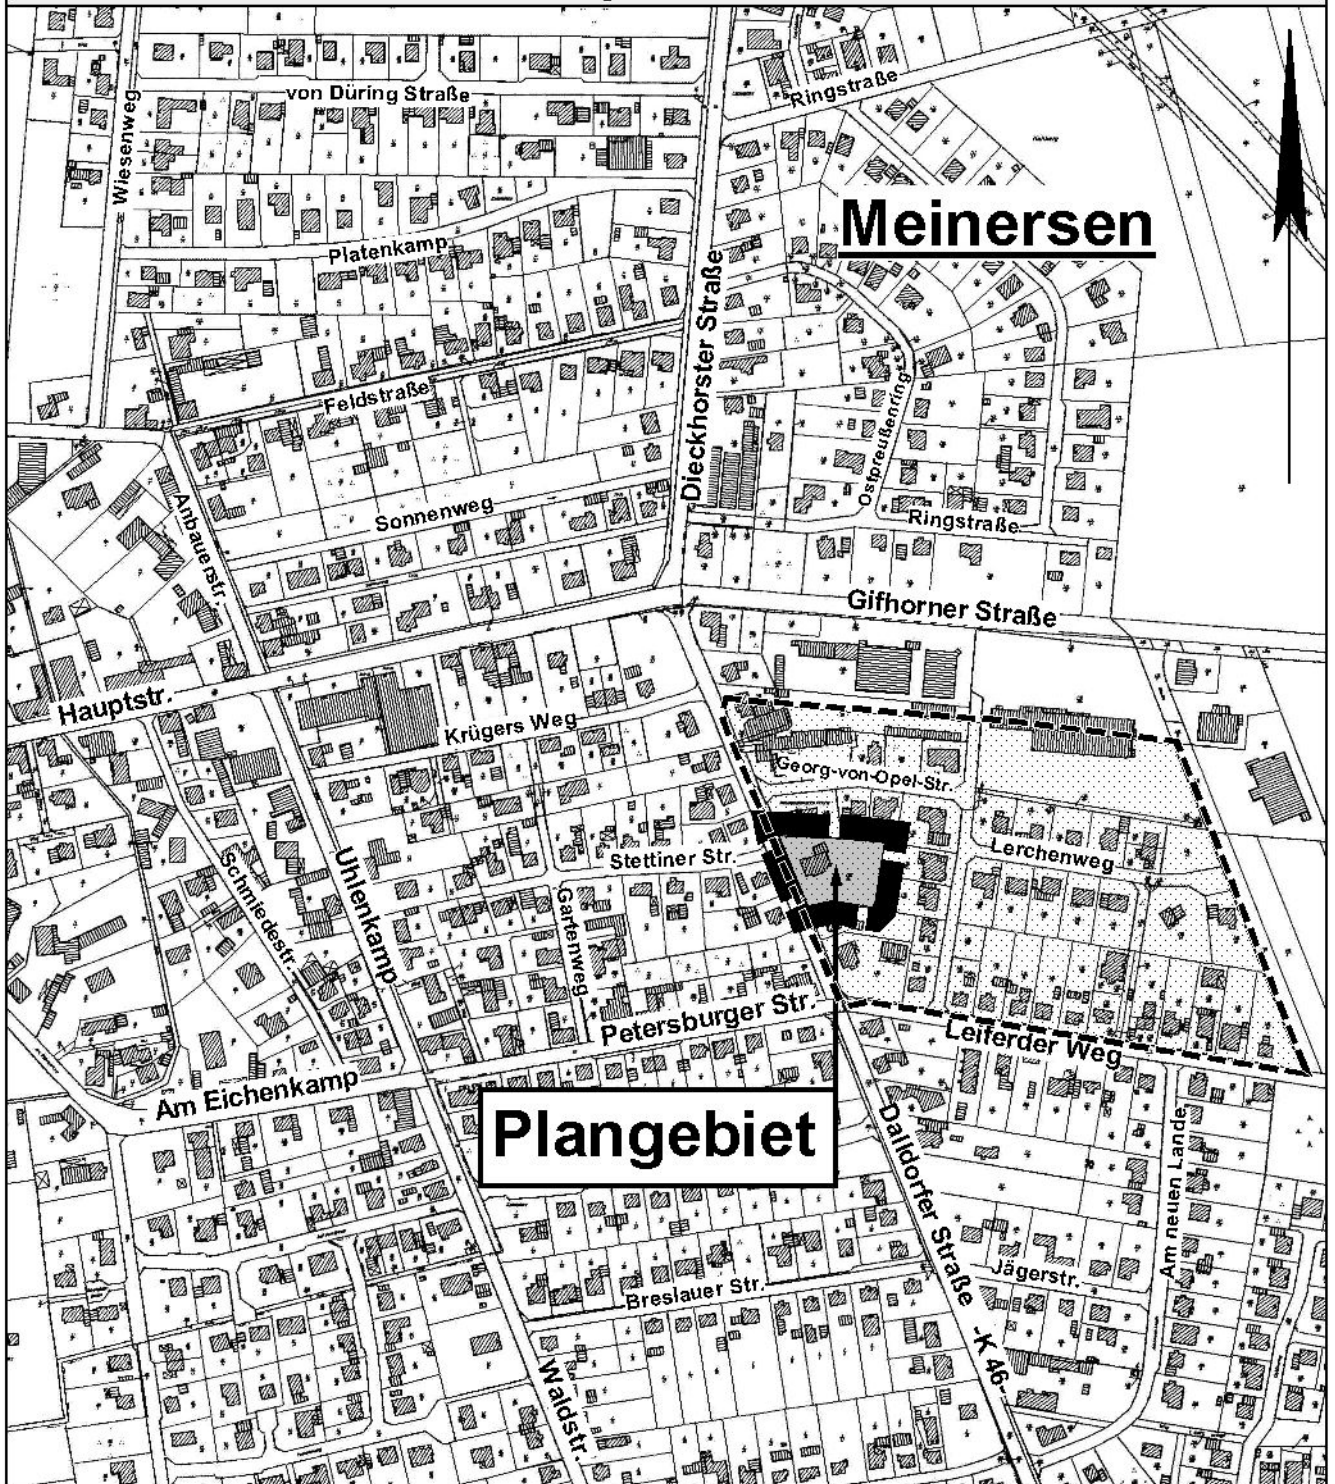 von Düring Straße
Ringstraße
Wiesenweg
Meinersen
Platenkamp
Dieckhorster Straße
Feldstraße
Ostpreußenring
Anbauerstr.
Sonnenweg
Ringstraße
Gifhorner Straße
Hauptstr.
Krügers Weg
Georg-von-Opel-Str.
Stettiner Str.
Lerchenweg
Uhlenkamp
Schmiedestr.
Gartenweg
Petersburger Str.
Leiferder Weg
Am Eichenkamp
Plangebiet
Dalldorfer Straße -K 46-
Am neuen Lande
Jägerstr.
Breslauer Str.
Waldstr.